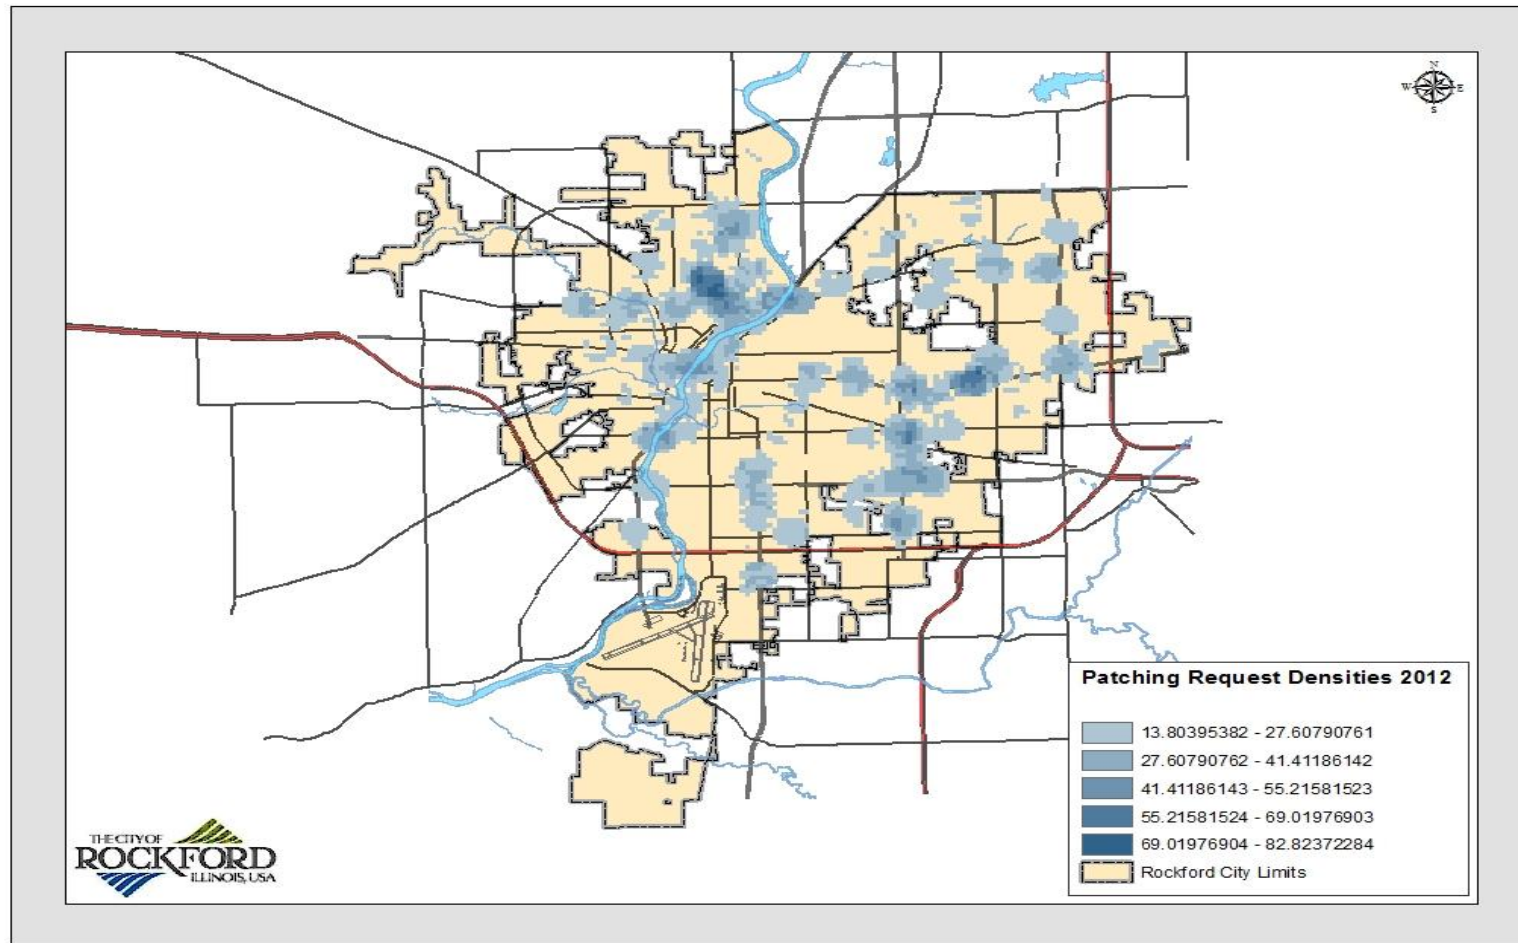 N
W E
S
Patching Request Densities 2012
13.80395382 - 27.60790761
27.60790762 - 41.41186142
41.41186143 - 55.21581523
55.21581524 - 69.01976903
69.01976904 - 82.82372284
Rockford City Limits
THE CITY OF
ROCKFORD
ILLINOIS, USA